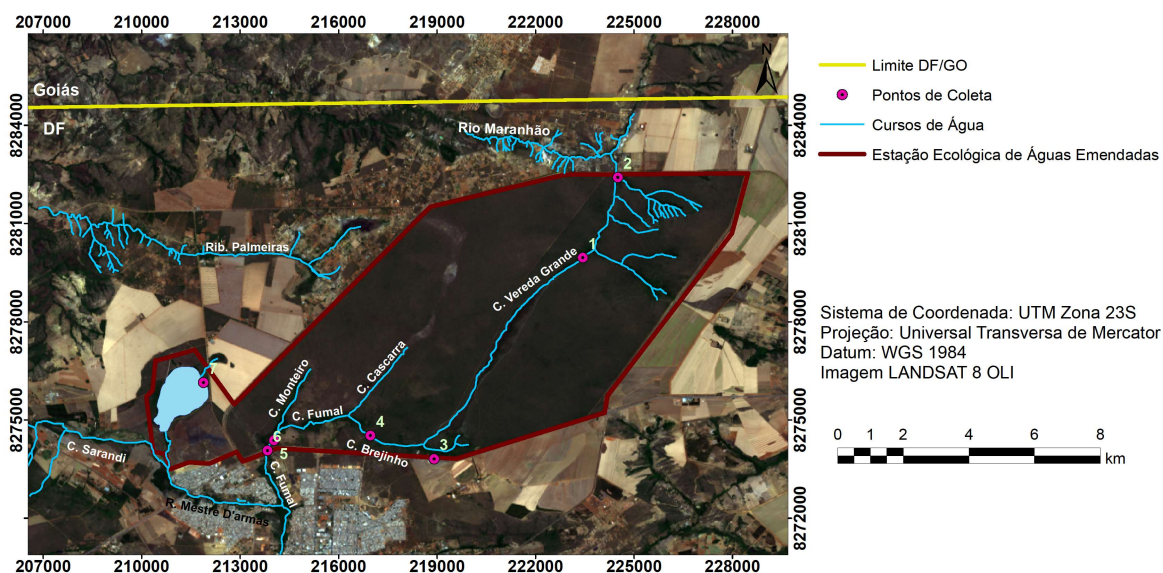 207000 210000 213000 216000 219000 222000 225000 228000
N
Goiás
DF
Rio Maranhão
2
Rib. Palmeiras
1
C. Vereda Grande
7
C. Monteiro
C. Cascarra
C. Fumal
4
6
3
C. Brejinho
5
C. Sarandi
C. Fumal
R. Mestre D'armas
8284000
8281000
8278000
8275000
8272000
8284000
8281000
8278000
8275000
207000 210000 213000 216000 219000 222000 225000 228000
Limite DF/GO
Pontos de Coleta
Cursos de Água
Estação Ecológica de Águas Emendadas
Sistema de Coordenada: UTM Zona 23S
Projeção: Universal Transversa de Mercator
Datum: WGS 1984
Imagem LANDSAT 8 OLI
0 1 2 4 6 8
km